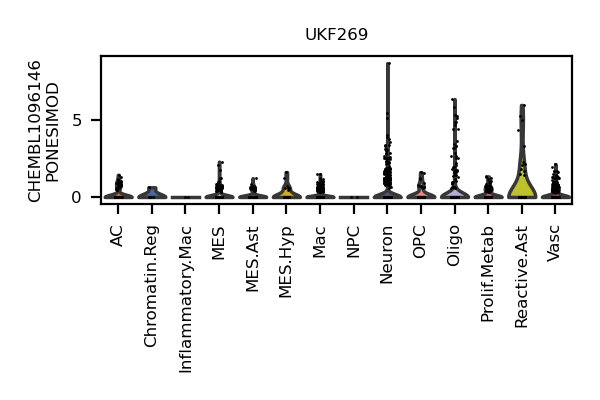 UKF269
CHEMBL1096146
PONESIMOD
5
0
AC
Chromatin.Reg
Inflammatory.Mac
MES
MES.Ast
MES.Hyp
Mac
NPC
Neuron
OPC
Oligo
Prolif.Metab
Reactive.Ast
Vasc